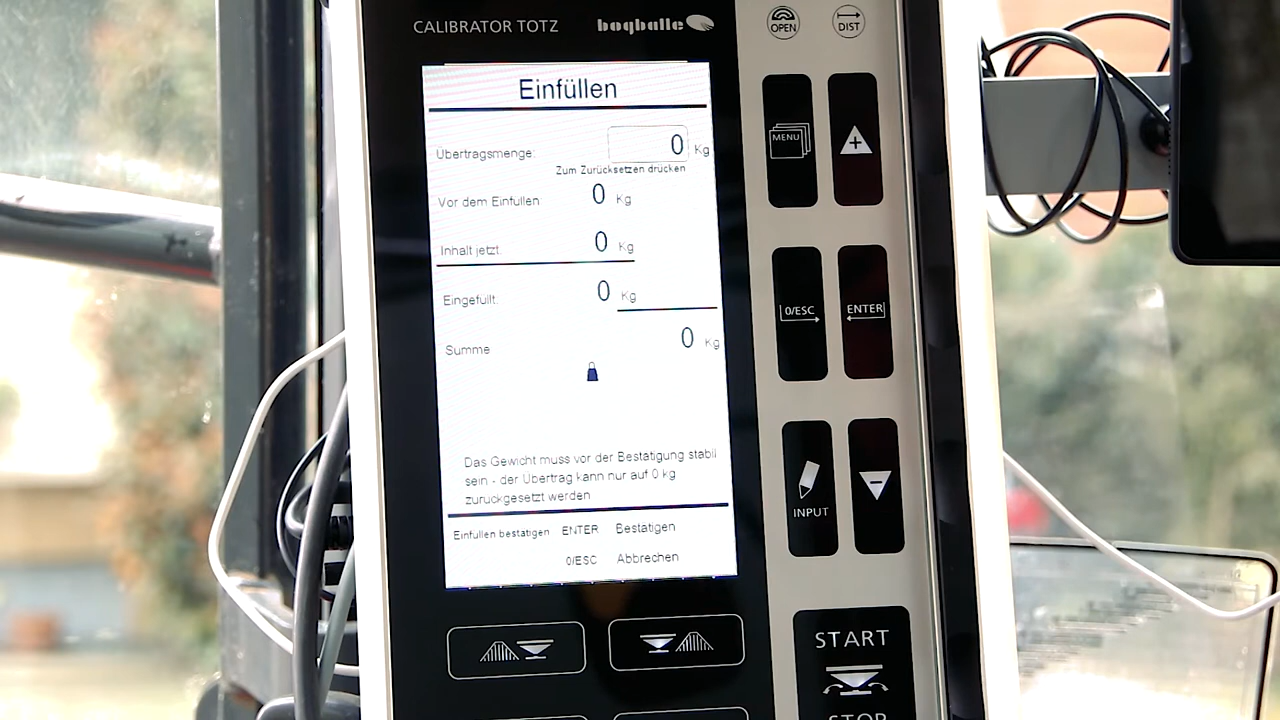 CALIBRATOR TOTZ
bogballe
OPEN
DIST
Einfüllen
Übertragsmenge: 0 Kg
Zum Zurücksetzen drücken
Vor dem Einfüllen 0 Kg
Inhalt jetzt: 0 Kg
Eingefüllt: 0 Kg
Summe 0 Kg
Das Gewicht muss vor der Bestätigung stabil
sein - der Übertrag kann nur auf 0 kg
zurückgesetzt werden
Einfüllen bestätigen ENTER Bestätigen
0/ESC Abbrechen
MENU
+
0/ESC
ENTER
INPUT
-
START
STOP